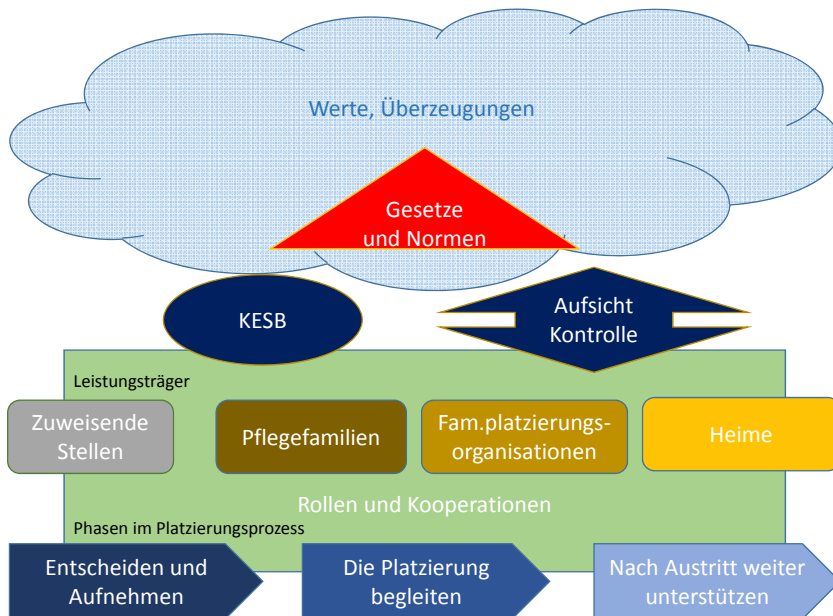 Werte, Überzeugungen
Gesetze
und Normen
KESB
Aufsicht
Kontrolle
Leistungsträger
Zuweisende
Stellen
Pflegefamilien
Fam.platzierungs-
organisationen
Heime
Rollen und Kooperationen
Phasen im Platzierungsprozess
Entscheiden und
Aufnehmen
Die Platzierung
begleiten
Nach Austritt weiter
unterstützen